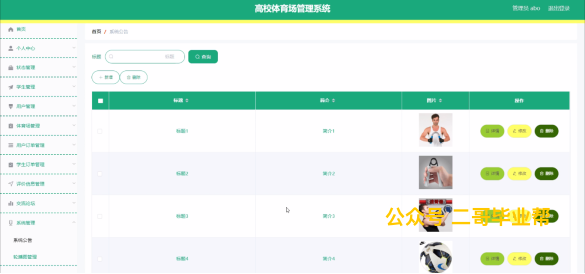 高校体育场管理系统
管理员 abo 退出登录
首页
个人中心
状态管理
学生管理
用户管理
体育馆管理
用户订单管理
学生订单管理
评价信息管理
交流论坛
系统管理
系统公告
轮播图管理
首页 / 系统公告
标题 标题 查询
新增 删除
标题 简介 图片 操作
标题1 简介1 详情 修改 删除
标题2 简介2 详情 修改 删除
标题3 简介3 删除
公众号 二哥毕业帮
标题4 简介4 详情 修改 删除